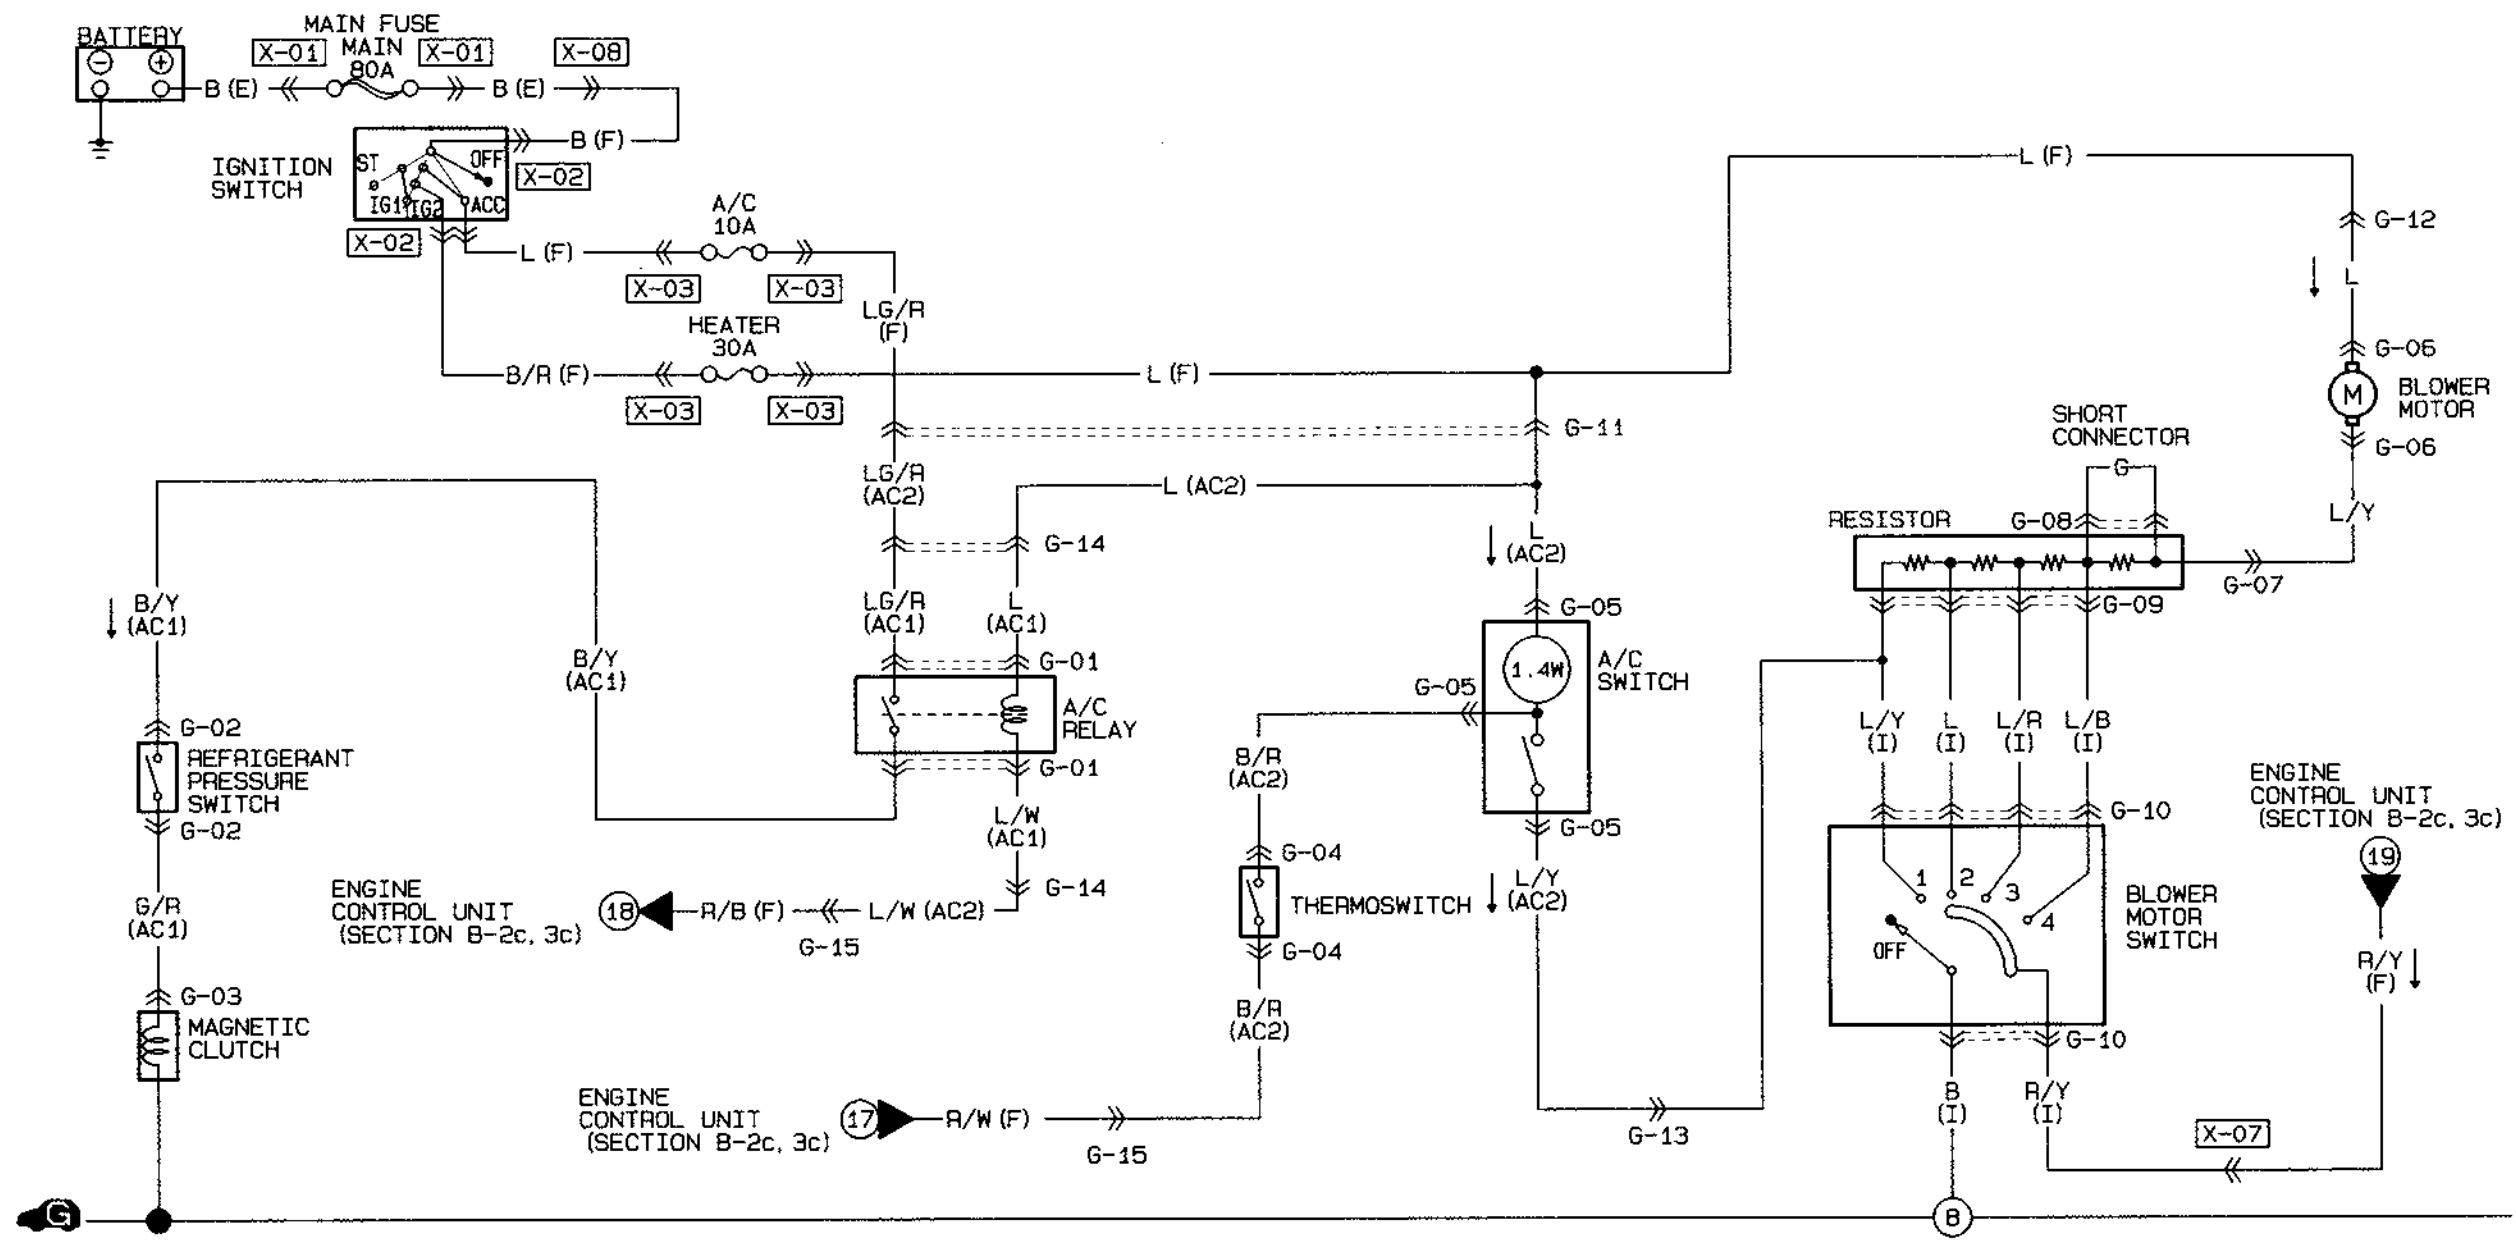 BATTERY
MAIN FUSE
MAIN
80A
X-01
X-01
X-08
B (E)
B (E)
B (F)
IGNITION
SWITCH
ST
OFF
IG1
IG2
ACC
X-02
X-02
L (F)
A/C
10A
X-03
X-03
LG/R
(F)
HEATER
30A
B/R (F)
X-03
X-03
L (F)
L (F)
G-12
L
G-06
M
BLOWER
MOTOR
G-06
L/Y
G-11
LG/R
(AC2)
L (AC2)
G-14
L
(AC2)
SHORT
CONNECTOR
G
G-08
RESISTOR
G-07
G-09
B/Y
(AC1)
B/Y
(AC1)
LG/R
(AC1)
L
(AC1)
G-01
A/C
RELAY
G-01
L/W
(AC1)
G-14
G-05
1.4W
A/C
SWITCH
G-05
G-05
L/Y
(AC2)
B/R
(AC2)
G-04
THERMOSWITCH
G-04
B/R
(AC2)
G-02
REFRIGERANT
PRESSURE
SWITCH
G-02
G/R
(AC1)
G-03
MAGNETIC
CLUTCH
ENGINE
CONTROL UNIT
(SECTION B-2c, 3c)
18
R/B (F)
L/W (AC2)
G-15
ENGINE
CONTROL UNIT
(SECTION B-2c, 3c)
17
R/W (F)
G-15
G-13
L/Y
(I)
L
(I)
L/R
(I)
L/B
(I)
G-10
1
2
3
4
OFF
BLOWER
MOTOR
SWITCH
G-10
B
(I)
R/Y
(I)
ENGINE
CONTROL UNIT
(SECTION B-2c, 3c)
19
R/Y
(F)
X-07
G
B